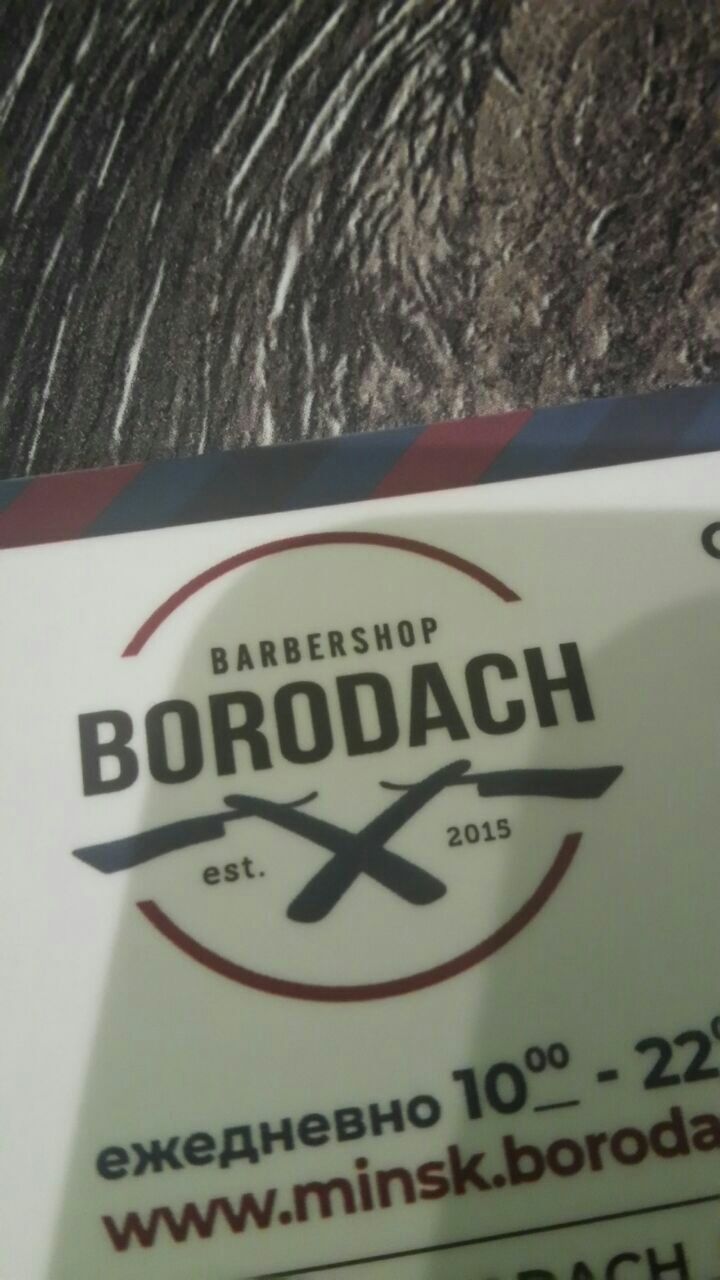 BARBERSHOP
BORODACH
est. 2015
ежедневно 10⁰⁰ - 22
www.minsk.boroda